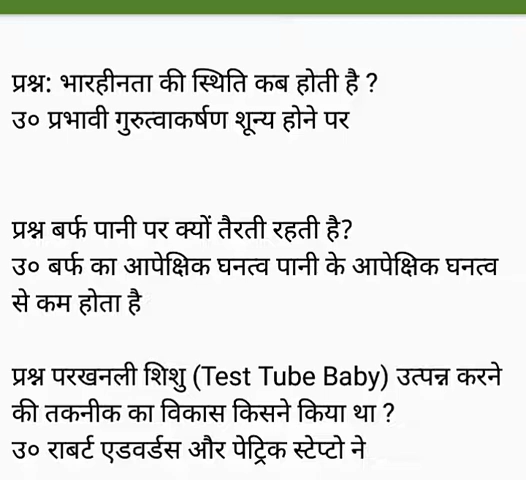 प्रश्न: भारहीनता की स्थिति कब होती है ?
उ० प्रभावी गुरुत्वाकर्षण शून्य होने पर
प्रश्न बर्फ पानी पर क्यों तैरती रहती है?
उ० बर्फ का आपेक्षिक घनत्व पानी के आपेक्षिक घनत्व
से कम होता है
प्रश्न परखनली शिशु (Test Tube Baby) उत्पन्न करने
की तकनीक का विकास किसने किया था ?
उ० राबर्ट एडवर्डस और पेट्रिक स्टेप्टो ने